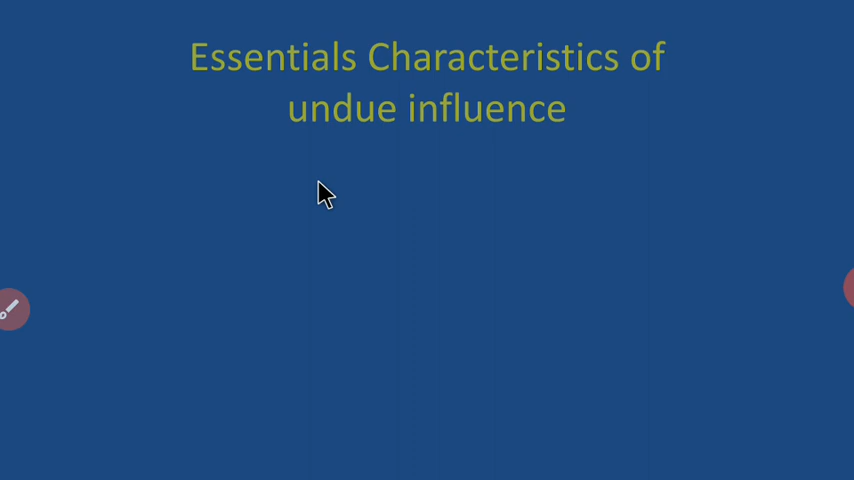 Essentials Characteristics of
undue influence